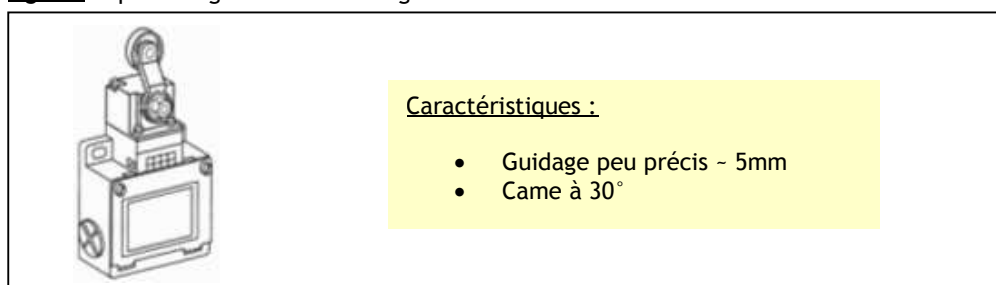 Caractéristiques :
• Guidage peu précis ~ 5mm
• Came à 30°